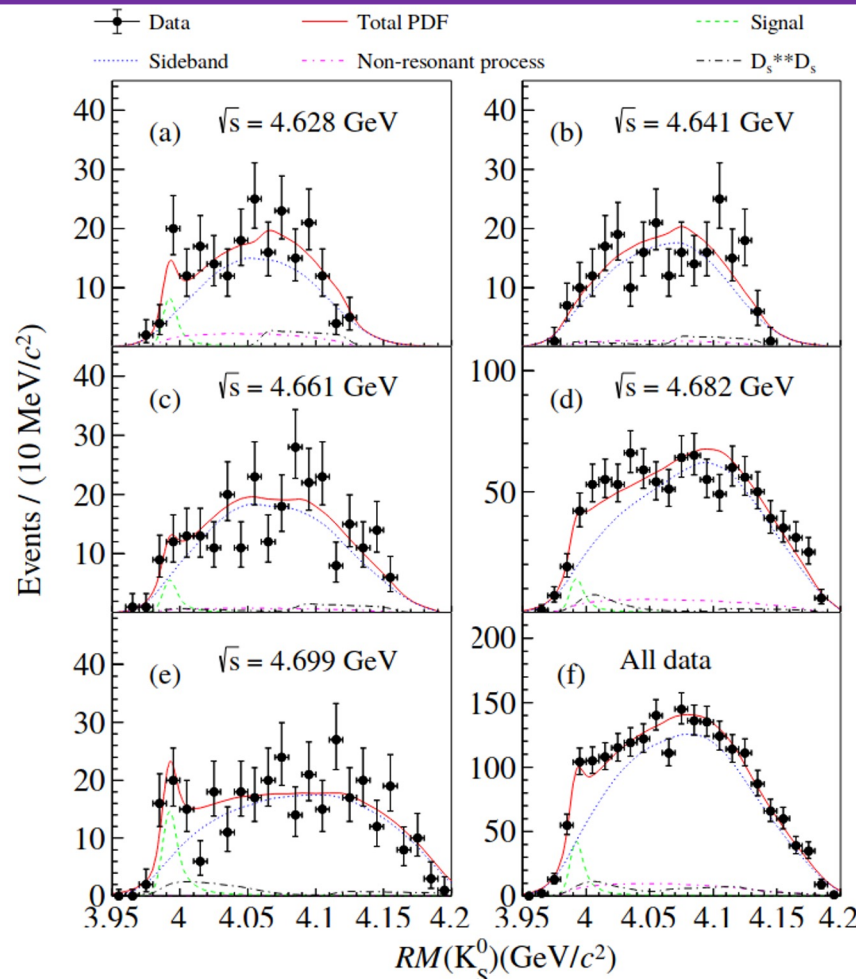 Data Total PDF Signal
Sideband Non-resonant process D_s**D_s
(a) √s = 4.628 GeV
40
30
20
10
(b) √s = 4.641 GeV
40
30
20
10
(c) √s = 4.661 GeV
40
30
20
10
(d) √s = 4.682 GeV
100
50
(e) √s = 4.699 GeV
40
30
20
10
0
3.95 4 4.05 4.1 4.15 4.2
(f) All data
200
150
100
50
0
3.95 4 4.05 4.1 4.15 4.2
Events / (10 MeV/c²)
RM(K_S^0)(GeV/c²)